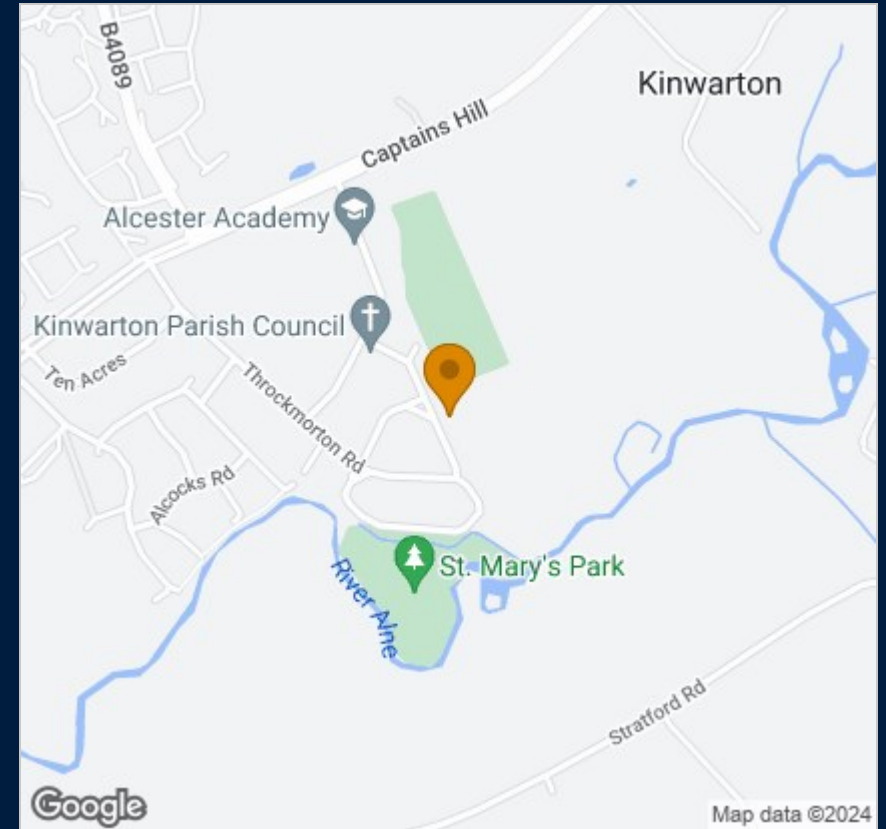 B4089
Kinwarton
Captains Hill
Alcester Academy
Kinwarton Parish Council
Ten Acres
Throckmorton Rd
Alcocks Rd
St. Mary's Park
River Alne
Stratford Rd
Google
Map data ©2024